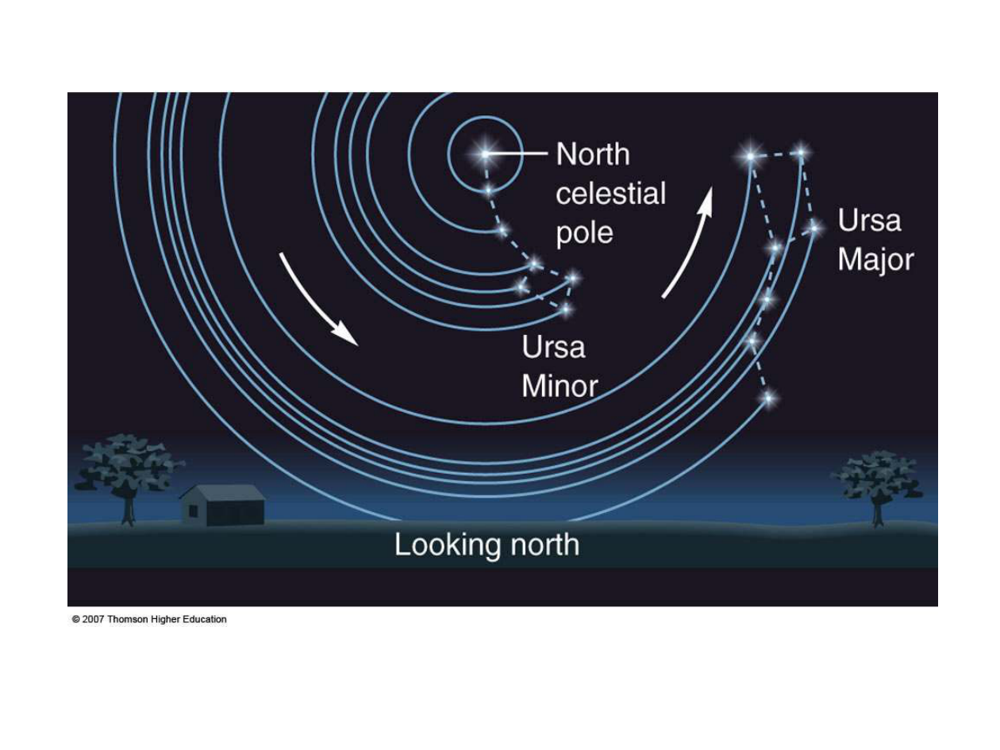 North
celestial
pole
Ursa
Major
Ursa
Minor
Looking north
© 2007 Thomson Higher Education